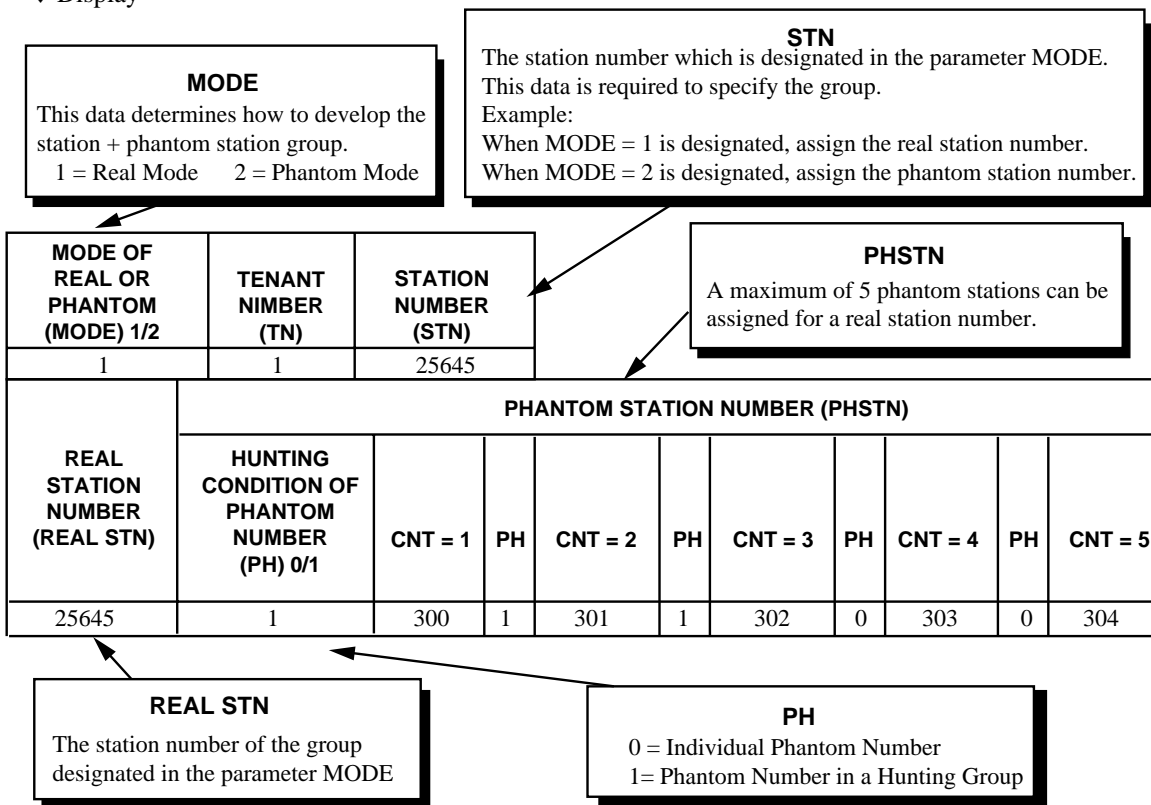 Display
MODE
This data determines how to develop the
station + phantom station group.
1 = Real Mode 2 = Phantom Mode
STN
The station number which is designated in the parameter MODE.
This data is required to specify the group.
Example:
When MODE = 1 is designated, assign the real station number.
When MODE = 2 is designated, assign the phantom station number.
PHSTN
A maximum of 5 phantom stations can be
assigned for a real station number.
MODE OF
REAL OR
PHANTOM
(MODE) 1/2
TENANT
NIMBER
(TN)
STATION
NUMBER
(STN)
1 1 25645
PHANTOM STATION NUMBER (PHSTN)
REAL
STATION
NUMBER
(REAL STN)
HUNTING
CONDITION OF
PHANTOM
NUMBER
(PH) 0/1
CNT = 1 PH CNT = 2 PH CNT = 3 PH CNT = 4 PH CNT = 5
25645 1 300 1 301 1 302 0 303 0 304
REAL STN
The station number of the group
designated in the parameter MODE
PH
0 = Individual Phantom Number
1= Phantom Number in a Hunting Group